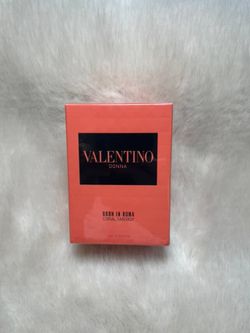 VALENTINO
DONNA
BORN IN ROMA
CORAL FANTASY